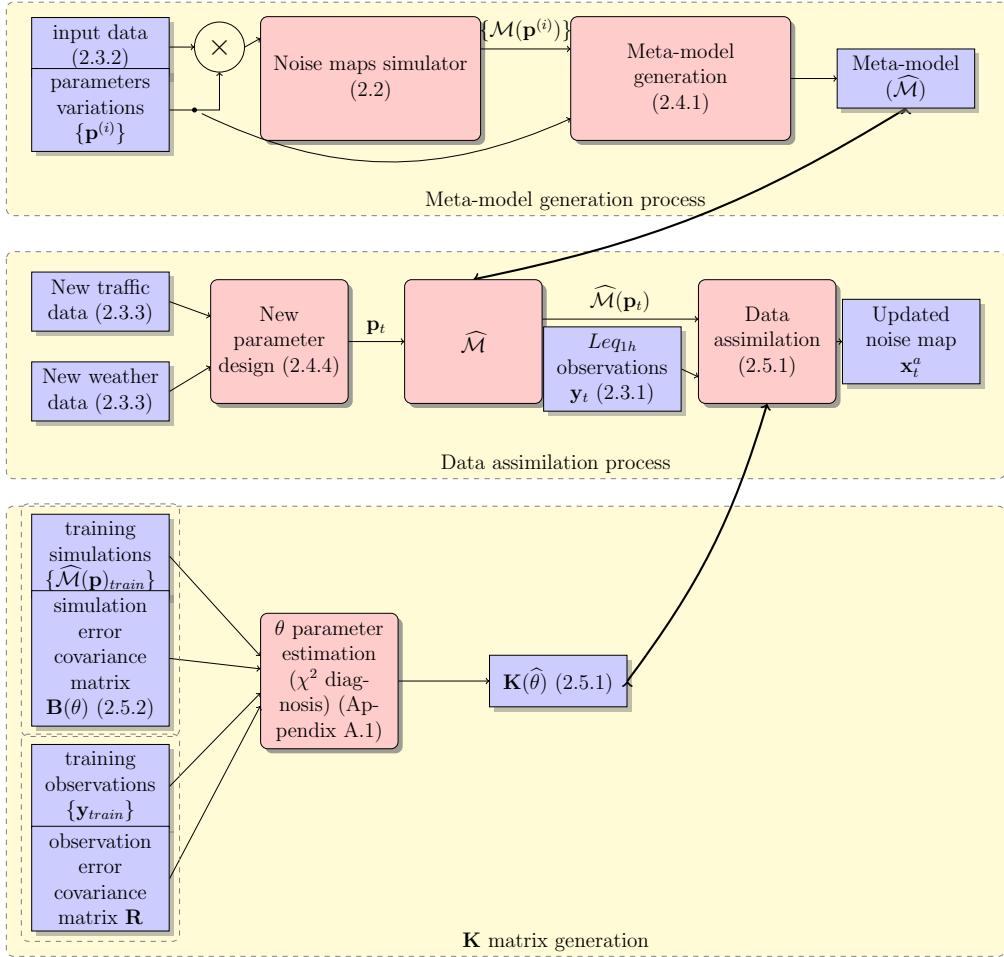 input data
(2.3.2)
parameters
variations
{p^(i)}
×
Noise maps simulator
(2.2)
{ℳ(p^(i))}
Meta-model
generation
(2.4.1)
Meta-model
(ℳ̂)
Meta-model generation process
New traffic
data (2.3.3)
New weather
data (2.3.3)
New
parameter
design (2.4.4)
p_t
ℳ̂
ℳ̂(p_t)
Leq_1h
observations
y_t (2.3.1)
Data
assimilation
(2.5.1)
Updated
noise map
x_t^a
Data assimilation process
training
simulations
{ℳ̂(p)_train}
simulation
error
covariance
matrix
B(θ) (2.5.2)
training
observations
{y_train}
observation
error
covariance
matrix R
θ parameter
estimation
(χ² diag-
nosis) (Ap-
pendix A.1)
K(θ̂) (2.5.1)
K matrix generation